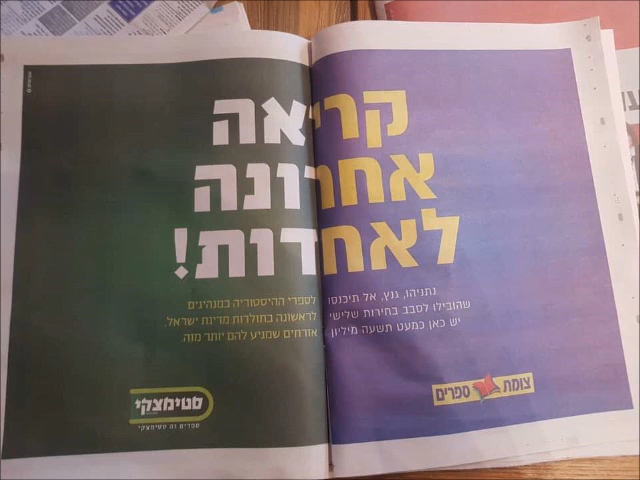 קריאה
אחרונה
לאחדות!
נתניהו, גנץ, אל תיכנסו לספרי ההיסטוריה כמנהיגים
שהובילו לסבב בחירות שלישי לראשונה בתולדות מדינת ישראל.
יש כאן כמעט תשעה מיליון אזרחים שמגיע להם יותר מזה.
צומת ספרים
סטימצקי
ספרים זה סטימצקי